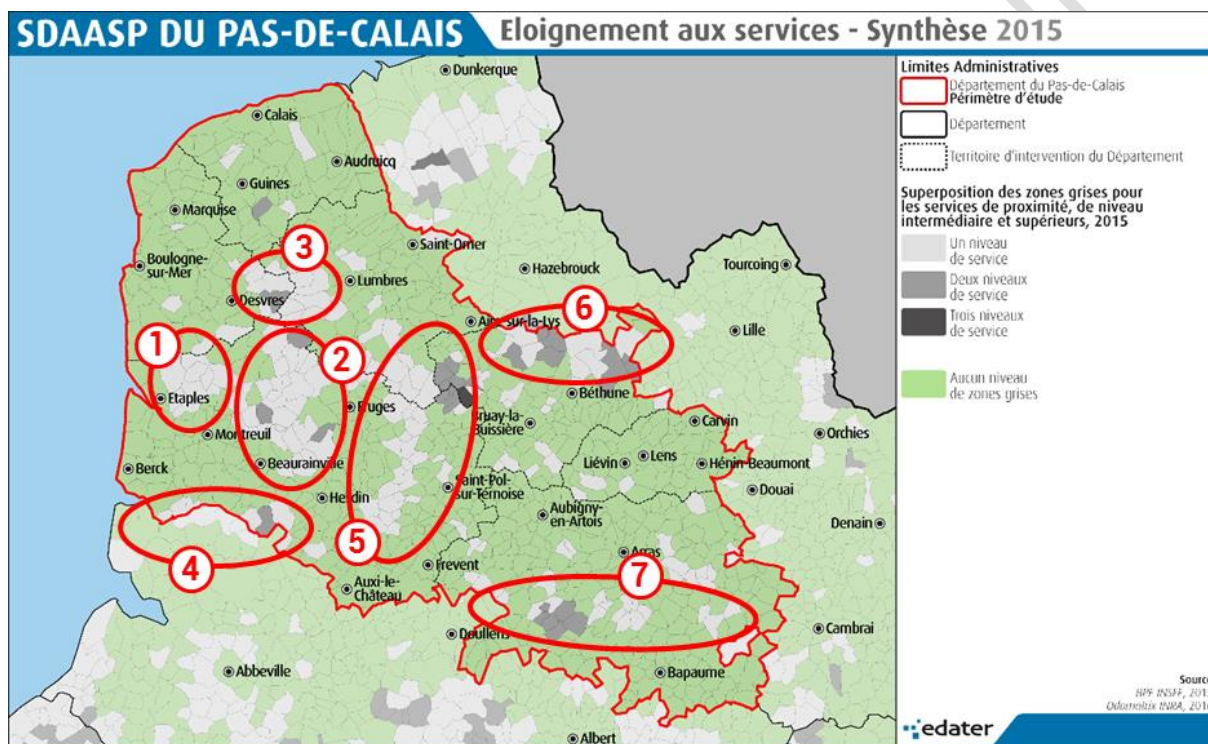 SDAASP DU PAS-DE-CALAIS
Eloignement aux services - Synthèse 2015
Limites Administratives
Département du Pas-de-Calais
Périmètre d'étude
Département
Territoire d'intervention du Département
Superposition des zones grises pour
les services de proximité, de niveau
intermédiaire et supérieurs, 2015
Un niveau
de service
Deux niveaux
de service
Trois niveaux
de service
Aucun niveau
de zones grises
Dunkerque
Calais
Audruicq
Guines
Marquise
Saint-Omer
Boulogne-
sur-Mer
3
Lumbres
Hazebrouck
Tourcoing
Desvres
6
Aire-sur-la-Lys
Lille
1
2
Etaples
Fruges
Béthune
Montreuil
Bruay-la-
Buissière
Carvin
Orchies
Berck
Beaurainville
Liévin
Lens
Hénin-Beaumont
Hesdin
Saint-Pol-
sur-Ternoise
Douai
Aubigny-
en-Artois
Denain
4
5
Arras
Frevent
7
Auxi-le-
Château
Doullens
Cambrai
Abbeville
Bapaume
Albert
Source
edater